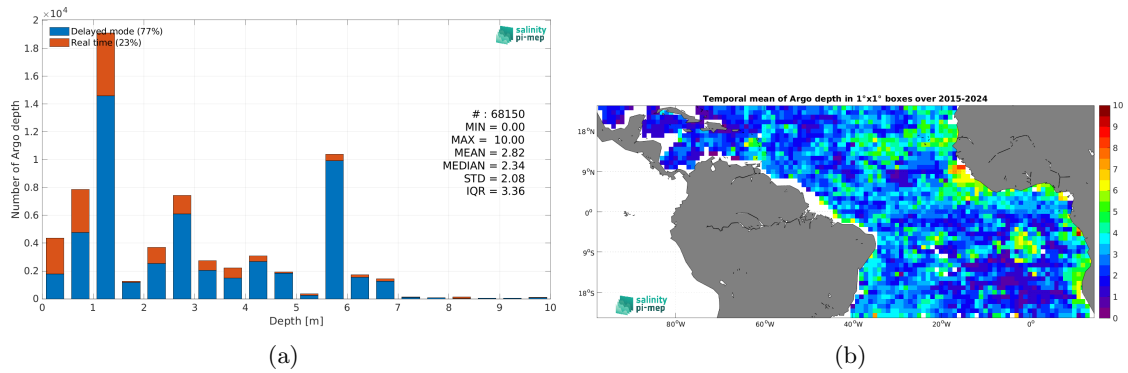 2
×10⁴
Delayed mode (77%)
Real time (23%)
salinity
pi-mep
1.8
1.6
1.4
1.2
1
0.8
0.6
0.4
0.2
0
Number of Argo depth
# : 68150
MIN = 0.00
MAX = 10.00
MEAN = 2.82
MEDIAN = 2.34
STD = 2.08
IQR = 3.36
0 1 2 3 4 5 6 7 8 9 10
Depth [m]
(a)
Temporal mean of Argo depth in 1°x1° boxes over 2015-2024
18°N
9°N
0°
9°S
18°S
80°W 60°W 40°W 20°W 0°
salinity
pi-mep
10
9
8
7
6
5
4
3
2
1
0
(b)